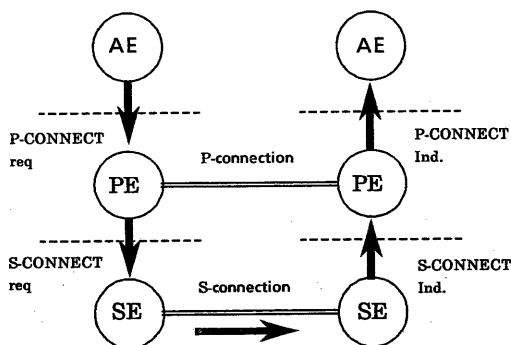 AE
AE
P-CONNECT
req
P-connection
P-CONNECT
Ind.
PE
PE
S-CONNECT
req
S-connection
S-CONNECT
Ind.
SE
SE